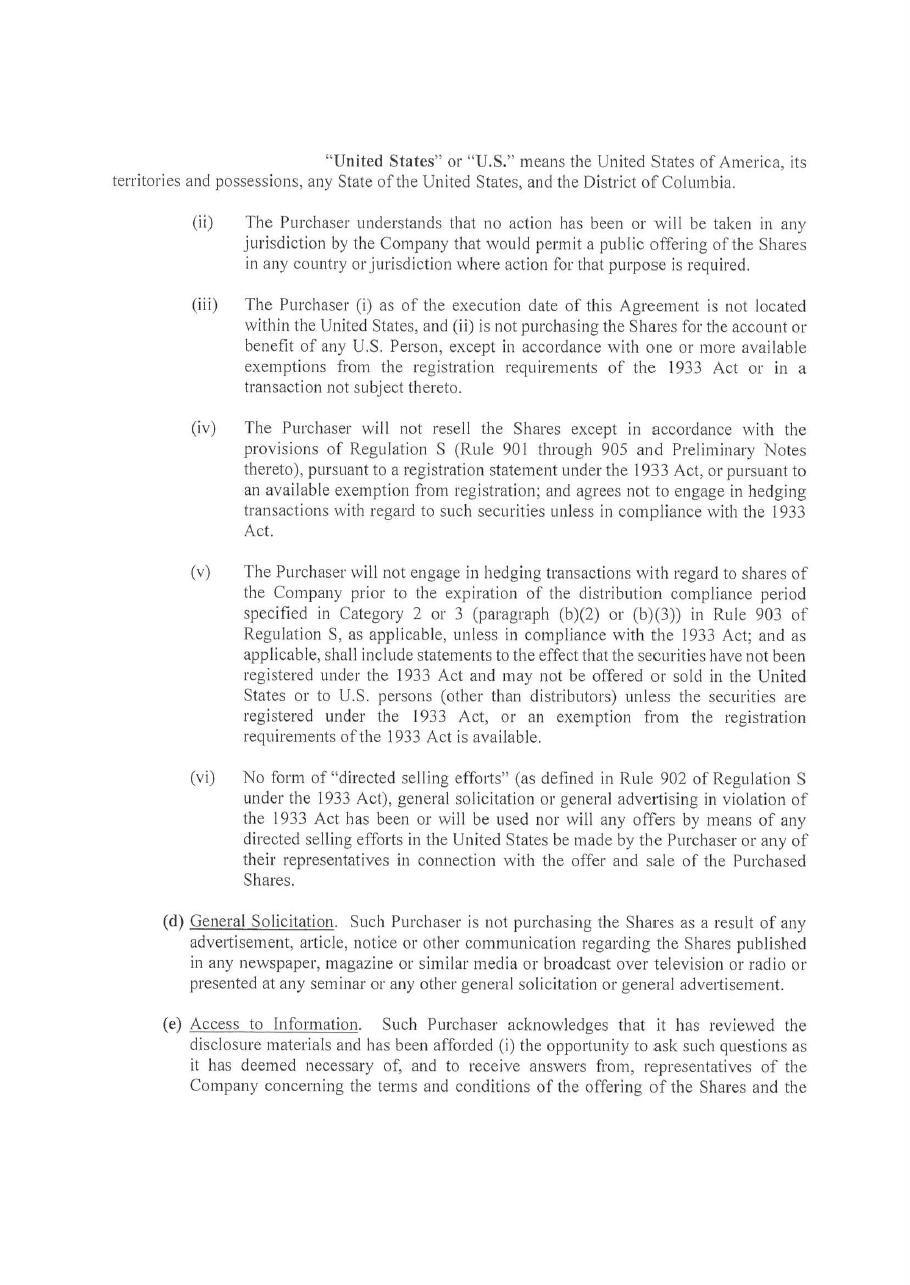 “United States” or “U.S.” means the United States of America, its
territories and possessions, any State of the United States, and the District of Columbia.
(ii) The Purchaser understands that no action has been or will be taken in any
jurisdiction by the Company that would permit a public offering of the Shares
in any country or jurisdiction where action for that purpose is required.
(iii) The Purchaser (i) as of the execution date of this Agreement is not located
within the United States, and (ii) is not purchasing the Shares for the account or
benefit of any U.S. Person, except in accordance with one or more available
exemptions from the registration requirements of the 1933 Act or in a
transaction not subject thereto.
(iv) The Purchaser will not resell the Shares except in accordance with the
provisions of Regulation S (Rule 901 through 905 and Preliminary Notes
thereto), pursuant to a registration statement under the 1933 Act, or pursuant to
an available exemption from registration; and agrees not to engage in hedging
transactions with regard to such securities unless in compliance with the 1933
Act.
(v) The Purchaser will not engage in hedging transactions with regard to shares of
the Company prior to the expiration of the distribution compliance period
specified in Category 2 or 3 (paragraph (b)(2) or (b)(3)) in Rule 903 of
Regulation S, as applicable, unless in compliance with the 1933 Act; and as
applicable, shall include statements to the effect that the securities have not been
registered under the 1933 Act and may not be offered or sold in the United
States or to U.S. persons (other than distributors) unless the securities are
registered under the 1933 Act, or an exemption from the registration
requirements of the 1933 Act is available.
(vi) No form of “directed selling efforts” (as defined in Rule 902 of Regulation S
under the 1933 Act), general solicitation or general advertising in violation of
the 1933 Act has been or will be used nor will any offers by means of any
directed selling efforts in the United States be made by the Purchaser or any of
their representatives in connection with the offer and sale of the Purchased
Shares.
(d) General Solicitation. Such Purchaser is not purchasing the Shares as a result of any
advertisement, article, notice or other communication regarding the Shares published
in any newspaper, magazine or similar media or broadcast over television or radio or
presented at any seminar or any other general solicitation or general advertisement.
(e) Access to Information. Such Purchaser acknowledges that it has reviewed the
disclosure materials and has been afforded (i) the opportunity to ask such questions as
it has deemed necessary of, and to receive answers from, representatives of the
Company concerning the terms and conditions of the offering of the Shares and the